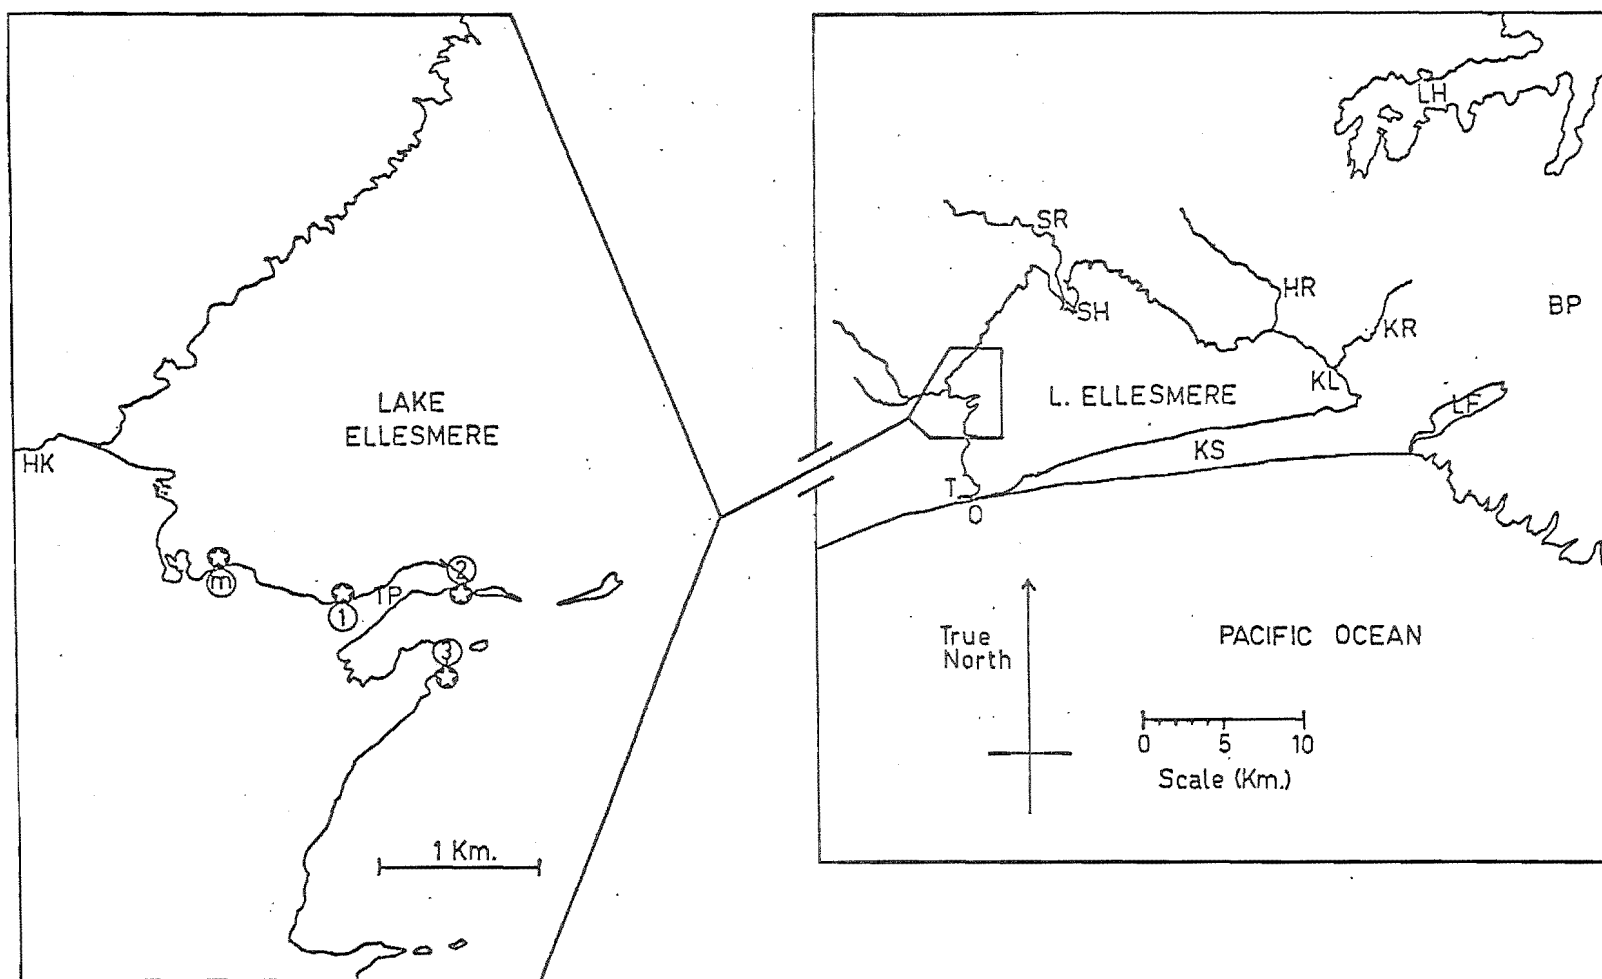 LAKE
ELLESMERE
HK
m
1
TP
2
3
1 Km.
LH
SR
SH
HR
KR
BP
KL
L. ELLESMERE
LF
KS
T
O
True
North
PACIFIC OCEAN
0 5 10
Scale (Km.)